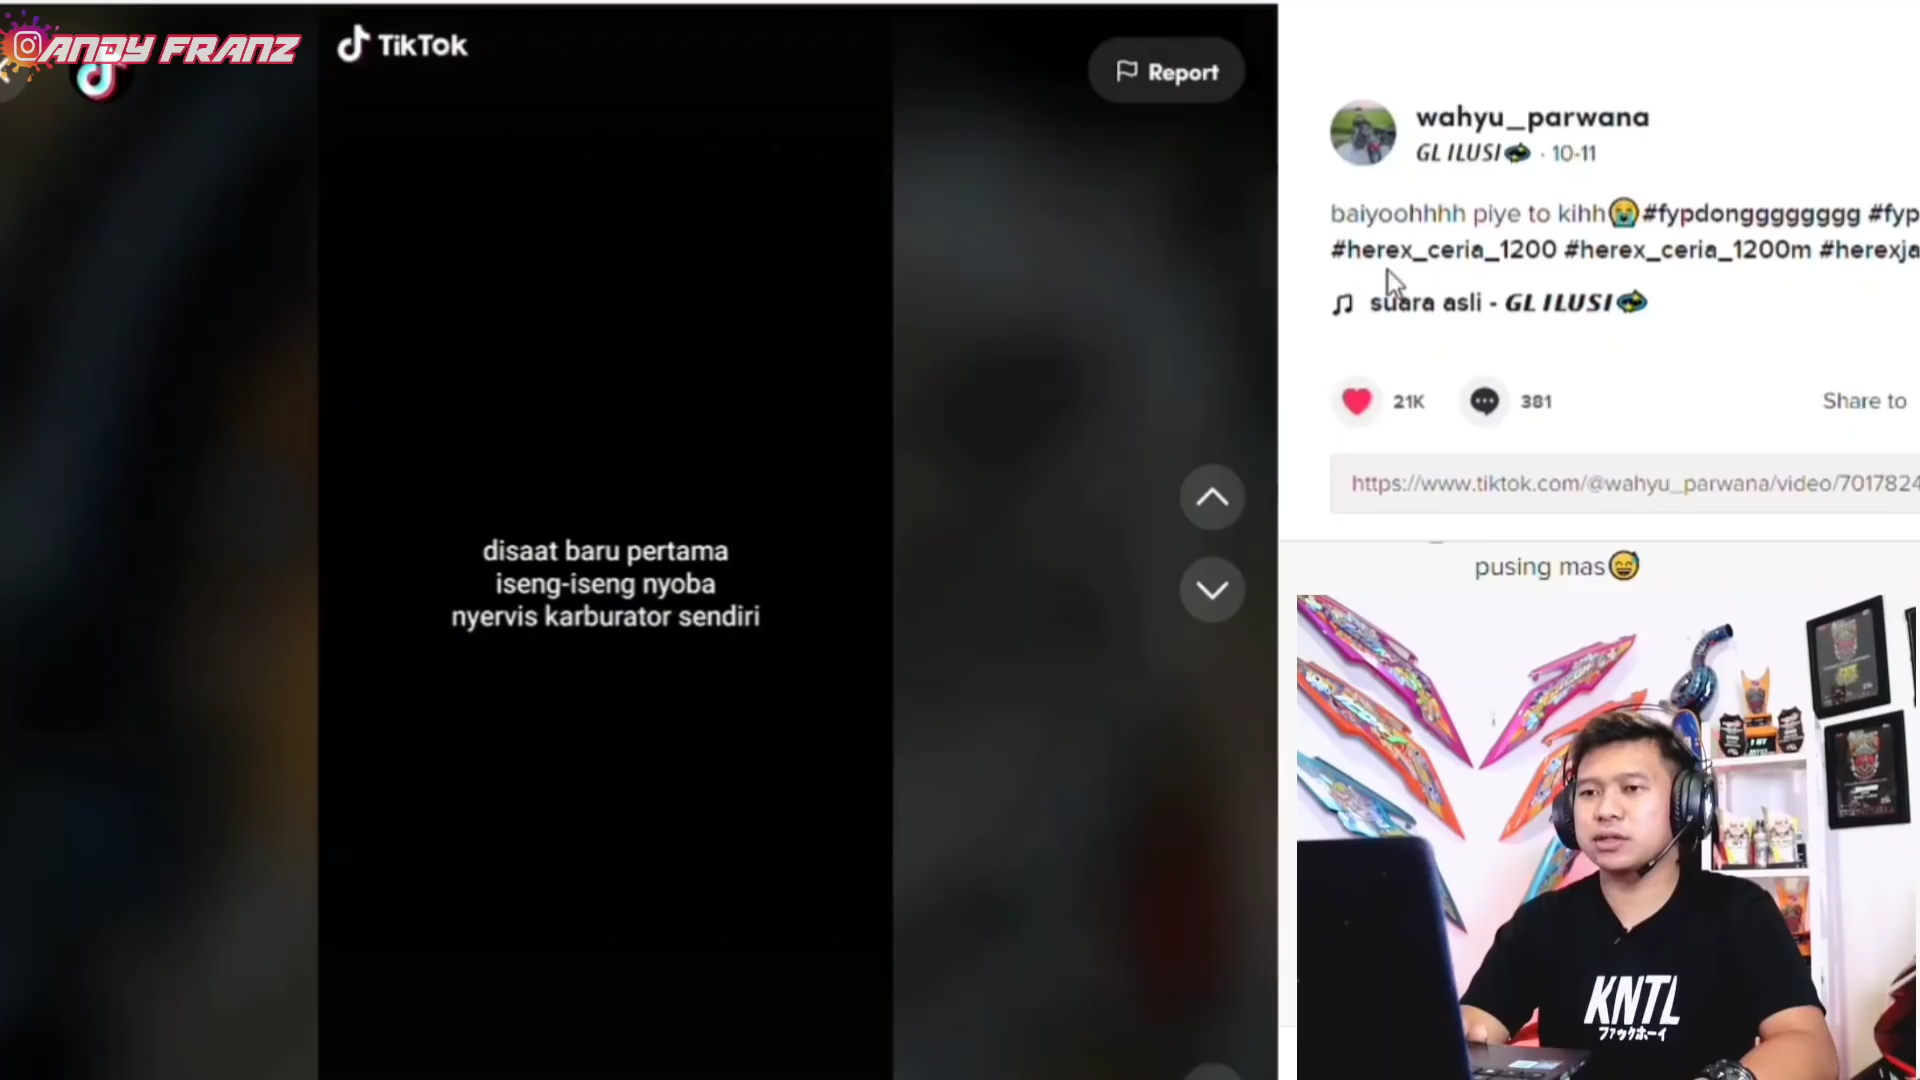 ANDY FRANZ
TikTok
Report
disaat baru pertama
iseng-iseng nyoba
nyervis karburator sendiri
wahyu_parwana
GL ILUSI · 10-11
baiyoohhhh piye to kihh😭#fypdonggggggg #fyp
#herex_ceria_1200 #herex_ceria_1200m #herexja
suara asli - GL ILUSI
21K
381
Share to
https://www.tiktok.com/@wahyu_parwana/video/7017824
pusing mas😅
KNTL